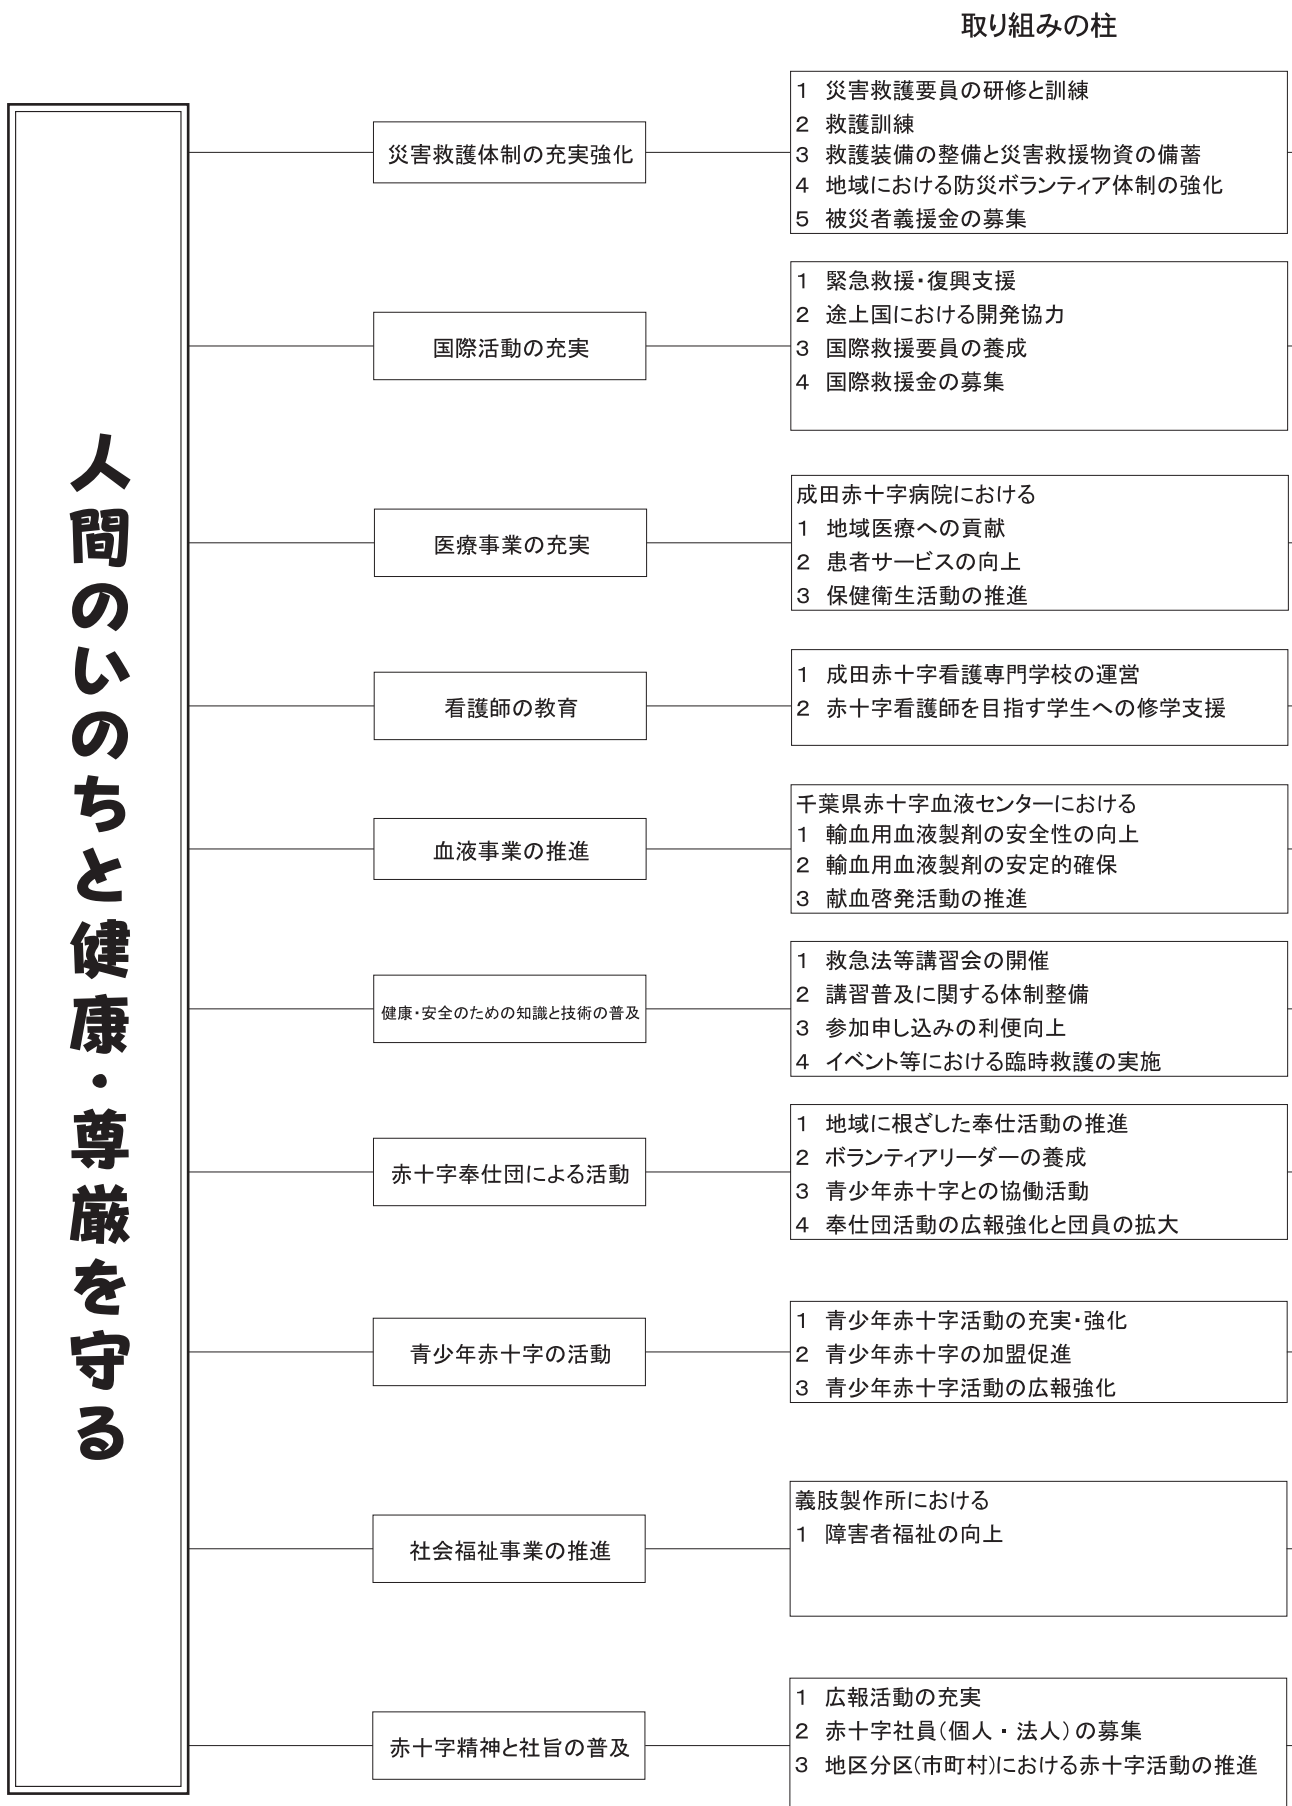 取り組みの柱
人間のいのちと健康・尊厳を守る
災害救護体制の充実強化
1 災害救護要員の研修と訓練
2 救護訓練
3 救護装備の整備と災害救援物資の備蓄
4 地域における防災ボランティア体制の強化
5 被災者義援金の募集
国際活動の充実
1 緊急救援・復興支援
2 途上国における開発協力
3 国際救援要員の養成
4 国際救援金の募集
医療事業の充実
成田赤十字病院における
1 地域医療への貢献
2 患者サービスの向上
3 保健衛生活動の推進
看護師の教育
1 成田赤十字看護専門学校の運営
2 赤十字看護師を目指す学生への修学支援
血液事業の推進
千葉県赤十字血液センターにおける
1 輸血用血液製剤の安全性の向上
2 輸血用血液製剤の安定的確保
3 献血啓発活動の推進
健康・安全のための知識と技術の普及
1 救急法等講習会の開催
2 講習普及に関する体制整備
3 参加申し込みの利便向上
4 イベント等における臨時救護の実施
赤十字奉仕団による活動
1 地域に根ざした奉仕活動の推進
2 ボランティアリーダーの養成
3 青少年赤十字との協働活動
4 奉仕団活動の広報強化と団員の拡大
青少年赤十字の活動
1 青少年赤十字活動の充実・強化
2 青少年赤十字の加盟促進
3 青少年赤十字活動の広報強化
社会福祉事業の推進
義肢製作所における
1 障害者福祉の向上
赤十字精神と社旨の普及
1 広報活動の充実
2 赤十字社員(個人・法人)の募集
3 地区分区(市町村)における赤十字活動の推進